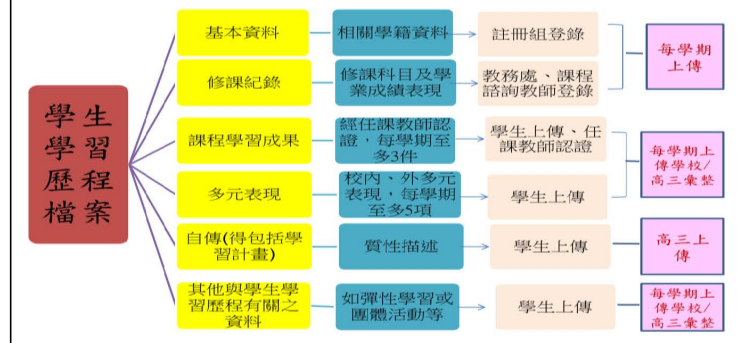 學生
學習
歷程
檔案
基本資料
相關學籍資料
註冊組登錄
每學期
上傳
修課紀錄
修課科目及學
業成績表現
教務處、課程
諮詢教師登錄
課程學習成果
經任課教師認
證，每學期至
多3件
學生上傳、任
課教師認證
每學期上
傳學校/
高三彙整
多元表現
校內、外多元
表現，每學期
至多5項
學生上傳
自傳(得包括學
習計畫)
質性描述
學生上傳
高三上
傳
其他與學生學
習歷程有關之
資料
如彈性學習或
團體活動等
學生上傳
每學期上
傳學校/
高三彙整